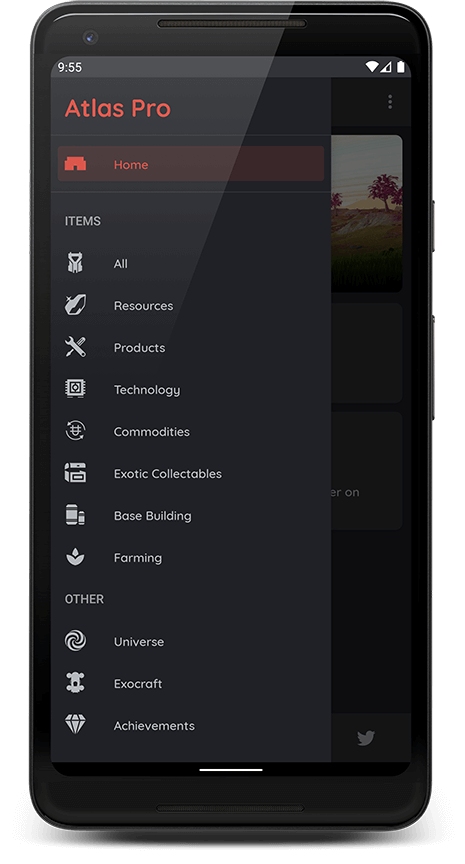 9:55
Atlas Pro
Home
ITEMS
All
Resources
Products
Technology
Commodities
Exotic Collectables
Base Building
Farming
er on
OTHER
Universe
Exocraft
Achievements